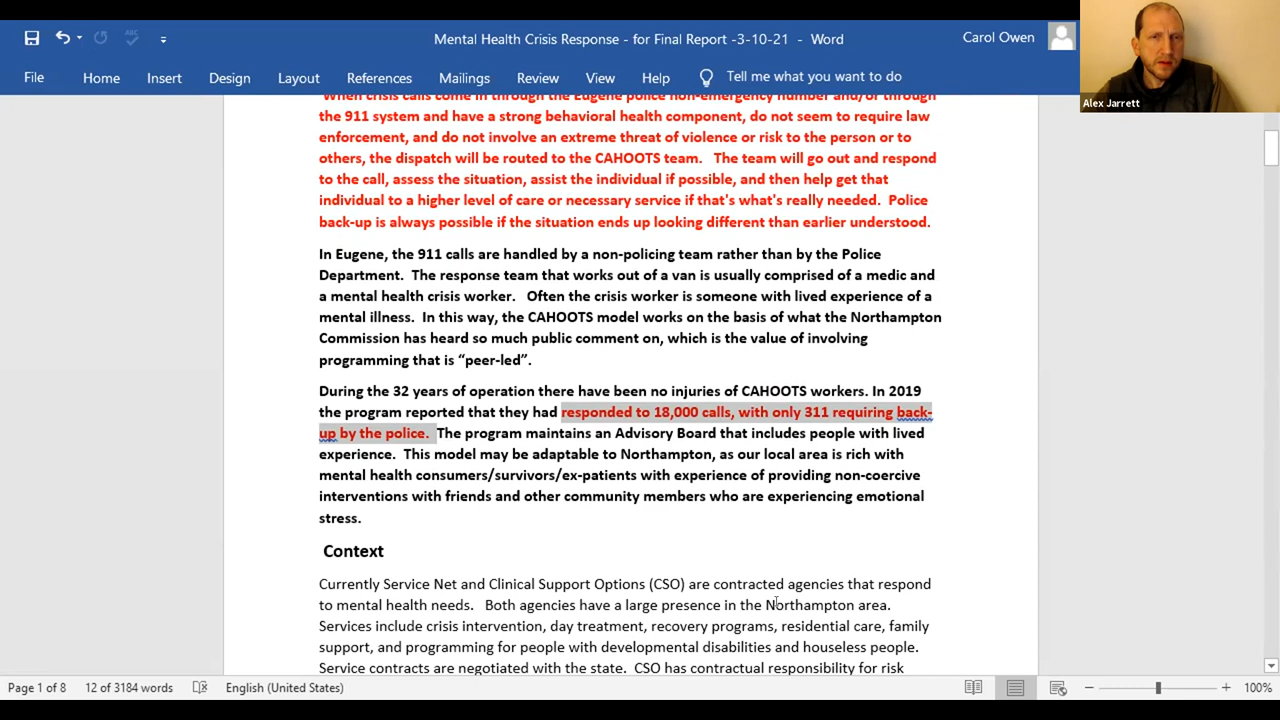 Mental Health Crisis Response - for Final Report -3-10-21 - Word
Carol Owen
File Home Insert Design Layout References Mailings Review View Help Tell me what you want to do
Alex Jarrett
When crisis calls come in through the Eugene police non-emergency number and/or through
the 911 system and have a strong behavioral health component, do not seem to require law
enforcement, and do not involve an extreme threat of violence or risk to the person or to
others, the dispatch will be routed to the CAHOOTS team. The team will go out and respond
to the call, assess the situation, assist the individual if possible, and then help get that
individual to a higher level of care or necessary service if that's what's really needed. Police
back-up is always possible if the situation ends up looking different than earlier understood.
In Eugene, the 911 calls are handled by a non-policing team rather than by the Police
Department. The response team that works out of a van is usually comprised of a medic and
a mental health crisis worker. Often the crisis worker is someone with lived experience of a
mental illness. In this way, the CAHOOTS model works on the basis of what the Northampton
Commission has heard so much public comment on, which is the value of involving
programming that is “peer-led”.
During the 32 years of operation there have been no injuries of CAHOOTS workers. In 2019
the program reported that they had responded to 18,000 calls, with only 311 requiring back-
up by the police. The program maintains an Advisory Board that includes people with lived
experience. This model may be adaptable to Northampton, as our local area is rich with
mental health consumers/survivors/ex-patients with experience of providing non-coercive
interventions with friends and other community members who are experiencing emotional
stress.
Context
Currently Service Net and Clinical Support Options (CSO) are contracted agencies that respond
to mental health needs. Both agencies have a large presence in the Northampton area.
Services include crisis intervention, day treatment, recovery programs, residential care, family
support, and programming for people with developmental disabilities and houseless people.
Service contracts are negotiated with the state. CSO has contractual responsibility for risk
Page 1 of 8 12 of 3184 words English (United States) 100%